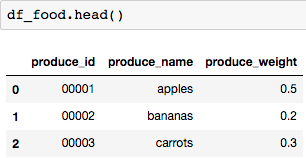 df_food.head()
produce_id produce_name produce_weight
0 00001 apples 0.5
1 00002 bananas 0.2
2 00003 carrots 0.3